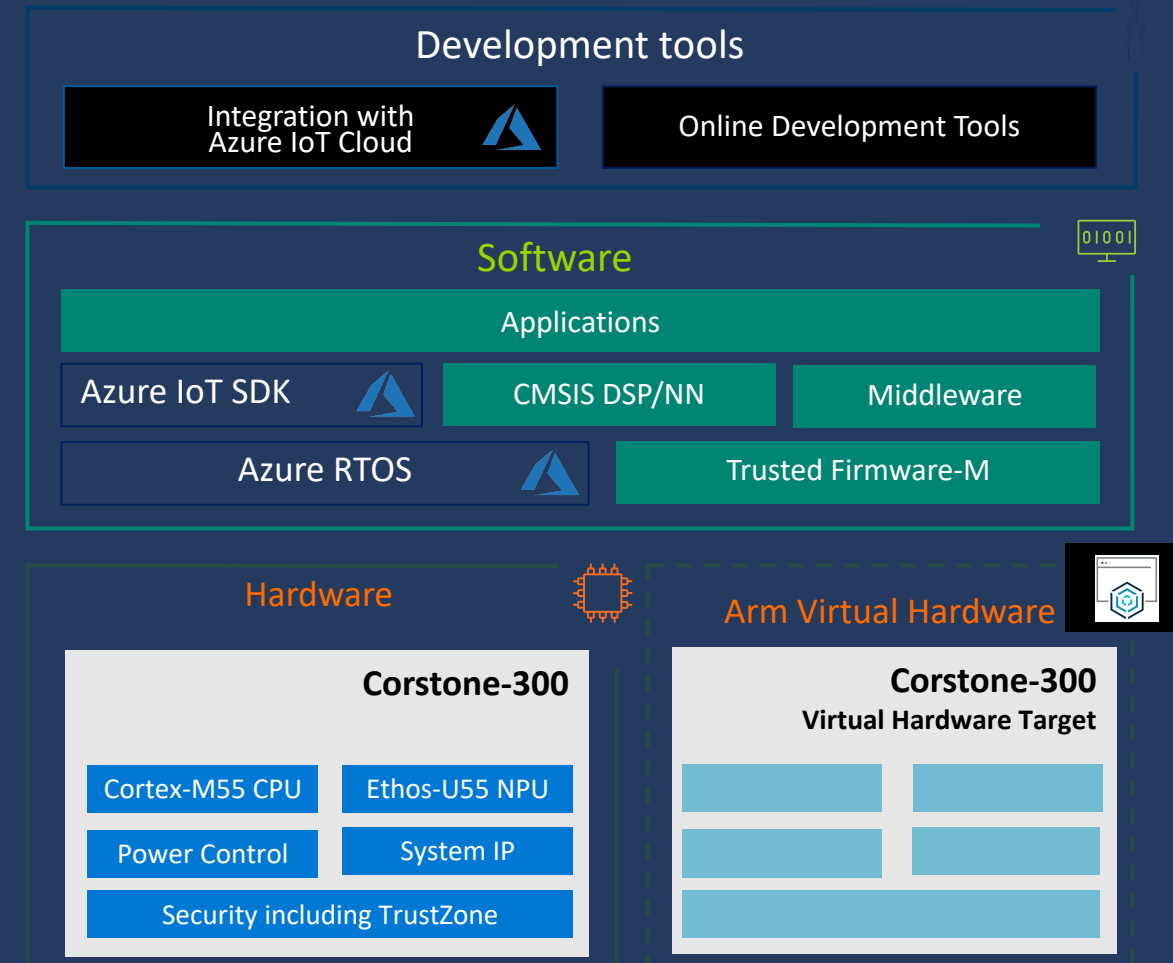 Development tools
Integration with
Azure IoT Cloud
Online Development Tools
Software
01001
Applications
Azure IoT SDK
CMSIS DSP/NN
Middleware
Azure RTOS
Trusted Firmware-M
Hardware
Arm Virtual Hardware
Corstone-300
Cortex-M55 CPU
Ethos-U55 NPU
Power Control
System IP
Security including TrustZone
Corstone-300
Virtual Hardware Target